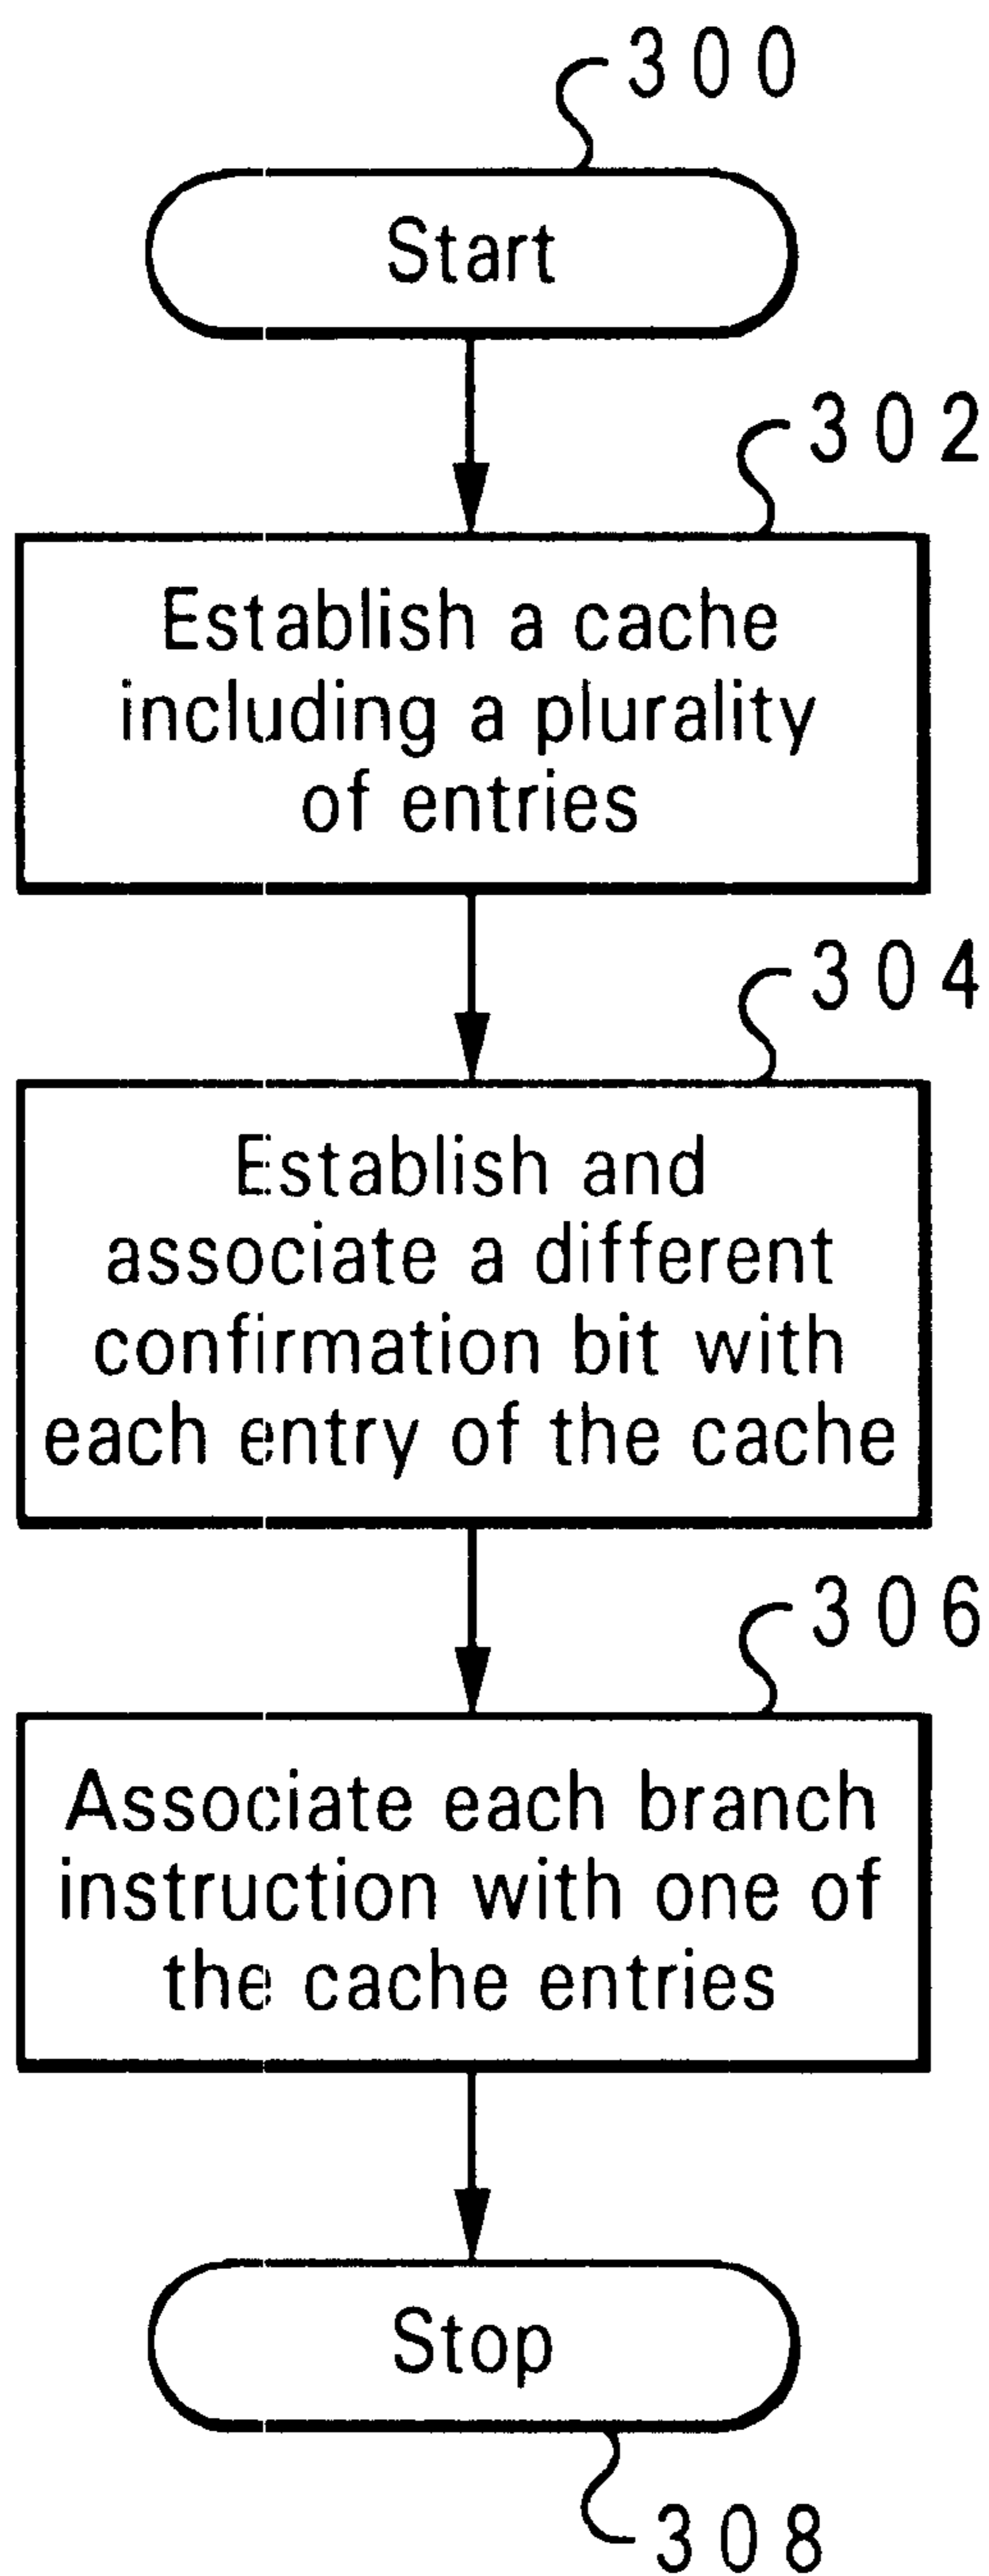 300
Start
302
Establish a cache
including a plurality
of entries
304
Establish and
associate a different
confirmation bit with
each entry of the cache
306
Associate each branch
instruction with one of
the cache entries
Stop
308